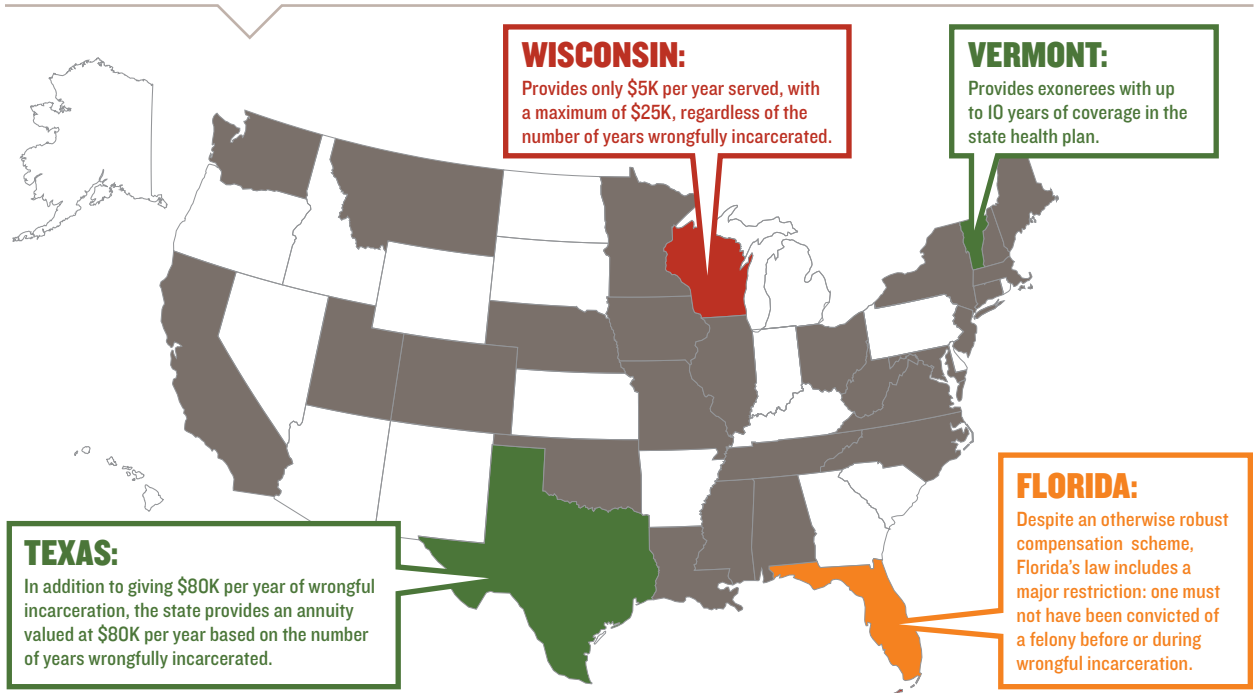 WISCONSIN:
Provides only $5K per year served, with
a maximum of $25K, regardless of the
number of years wrongfully incarcerated.
VERMONT:
Provides exonerees with up
to 10 years of coverage in the
state health plan.
TEXAS:
In addition to giving $80K per year of wrongful
incarceration, the state provides an annuity
valued at $80K per year based on the number
of years wrongfully incarcerated.
FLORIDA:
Despite an otherwise robust
compensation scheme,
Florida's law includes a
major restriction: one must
not have been convicted of
a felony before or during
wrongful incarceration.